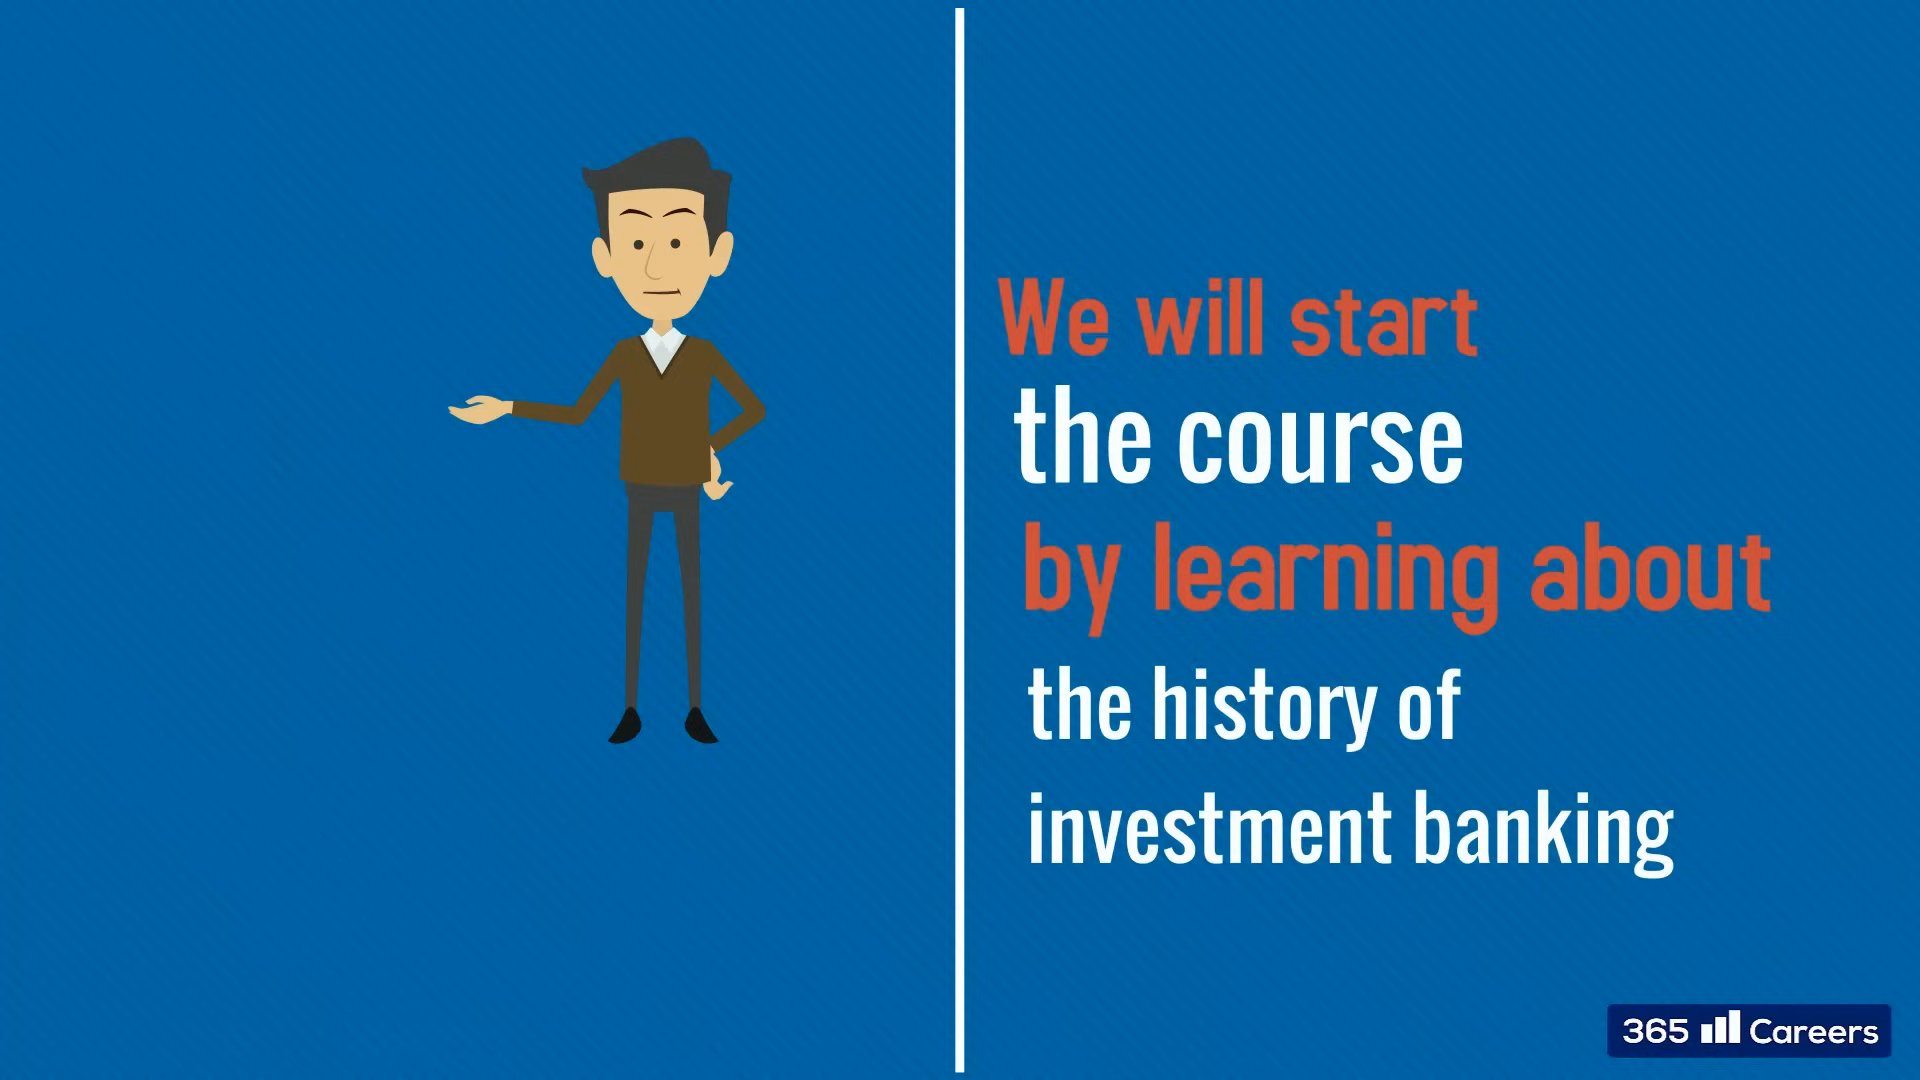 We will start
the course
by learning about
the history of
investment banking
365 Careers